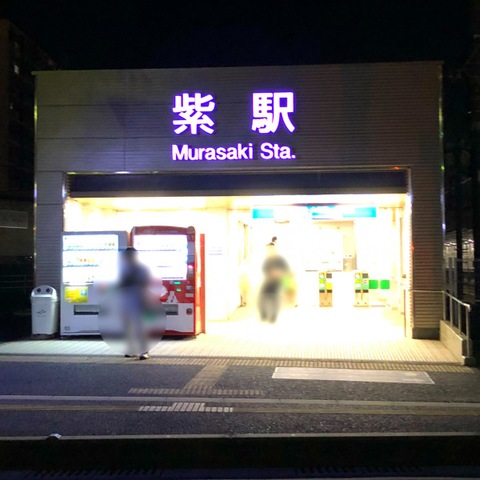 紫 駅
Murasaki Sta.